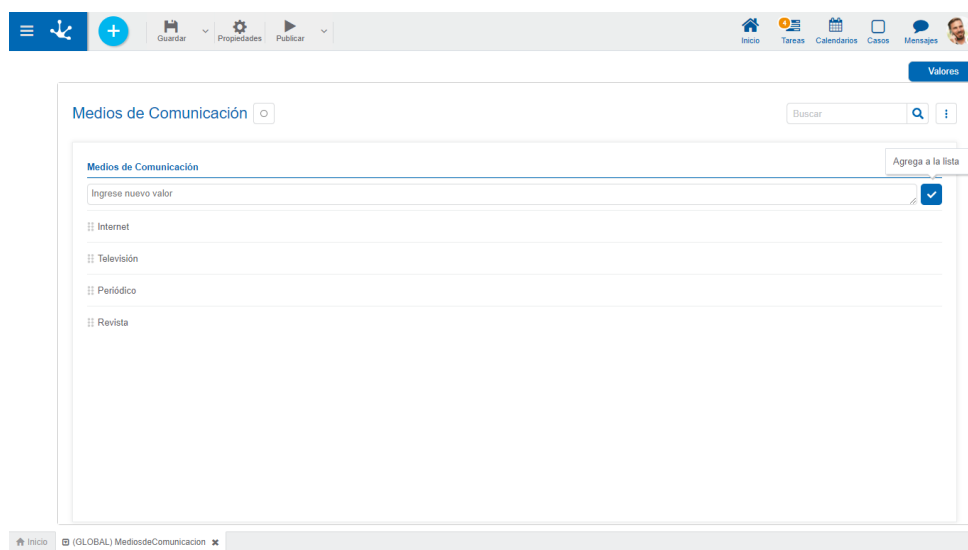 Guardar Propiedades Publicar Inicio 4 Tareas Calendarios Casos Mensajes
Valores
Medios de Comunicación Buscar
Agrega a la lista
Medios de Comunicación
Ingrese nuevo valor
Internet
Televisión
Periódico
Revista
Inicio (GLOBAL) MediosdeComunicacion